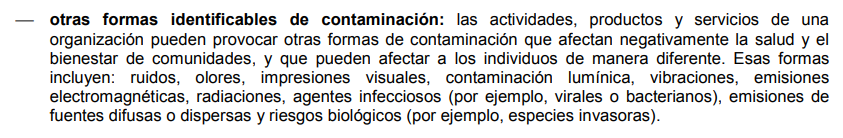 — otras formas identificables de contaminación: las actividades, productos y servicios de una
organización pueden provocar otras formas de contaminación que afectan negativamente la salud y el
bienestar de comunidades, y que pueden afectar a los individuos de manera diferente. Esas formas
incluyen: ruidos, olores, impresiones visuales, contaminación lumínica, vibraciones, emisiones
electromagnéticas, radiaciones, agentes infecciosos (por ejemplo, virales o bacterianos), emisiones de
fuentes difusas o dispersas y riesgos biológicos (por ejemplo, especies invasoras).